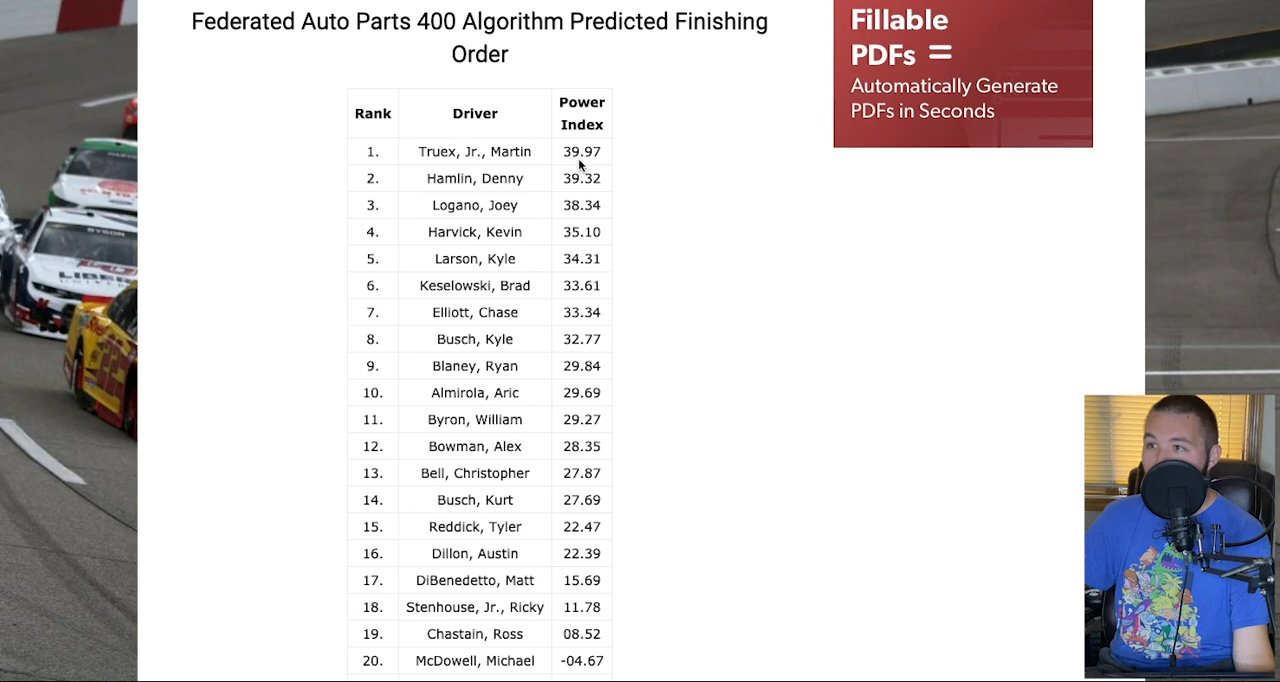 Federated Auto Parts 400 Algorithm Predicted Finishing
Order
Fillable
PDFs =
Automatically Generate
PDFs in Seconds
Rank Driver Power Index
1. Truex, Jr., Martin 39.97
2. Hamlin, Denny 39.32
3. Logano, Joey 38.34
4. Harvick, Kevin 35.10
5. Larson, Kyle 34.31
6. Keselowski, Brad 33.61
7. Elliott, Chase 33.34
8. Busch, Kyle 32.77
9. Blaney, Ryan 29.84
10. Almirola, Aric 29.69
11. Byron, William 29.27
12. Bowman, Alex 28.35
13. Bell, Christopher 27.87
14. Busch, Kurt 27.69
15. Reddick, Tyler 22.47
16. Dillon, Austin 22.39
17. DiBenedetto, Matt 15.69
18. Stenhouse, Jr., Ricky 11.78
19. Chastain, Ross 08.52
20. McDowell, Michael -04.67
BYRON
LIBERTY
22